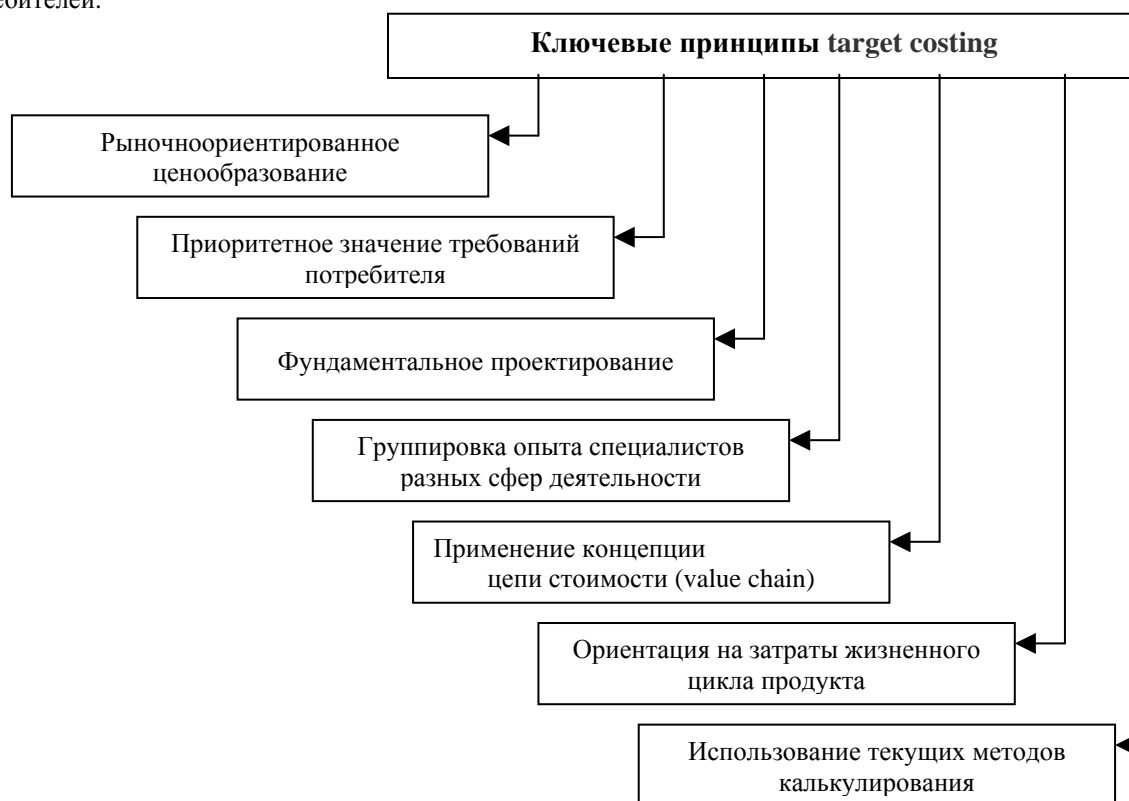 ебителей.
Ключевые принципы target costing
Рыночноориентированное
ценообразование
Приоритетное значение требований
потребителя
Фундаментальное проектирование
Группировка опыта специалистов
разных сфер деятельности
Применение концепции
цепи стоимости (value chain)
Ориентация на затраты жизненного
цикла продукта
Использование текущих методов
калькулирования